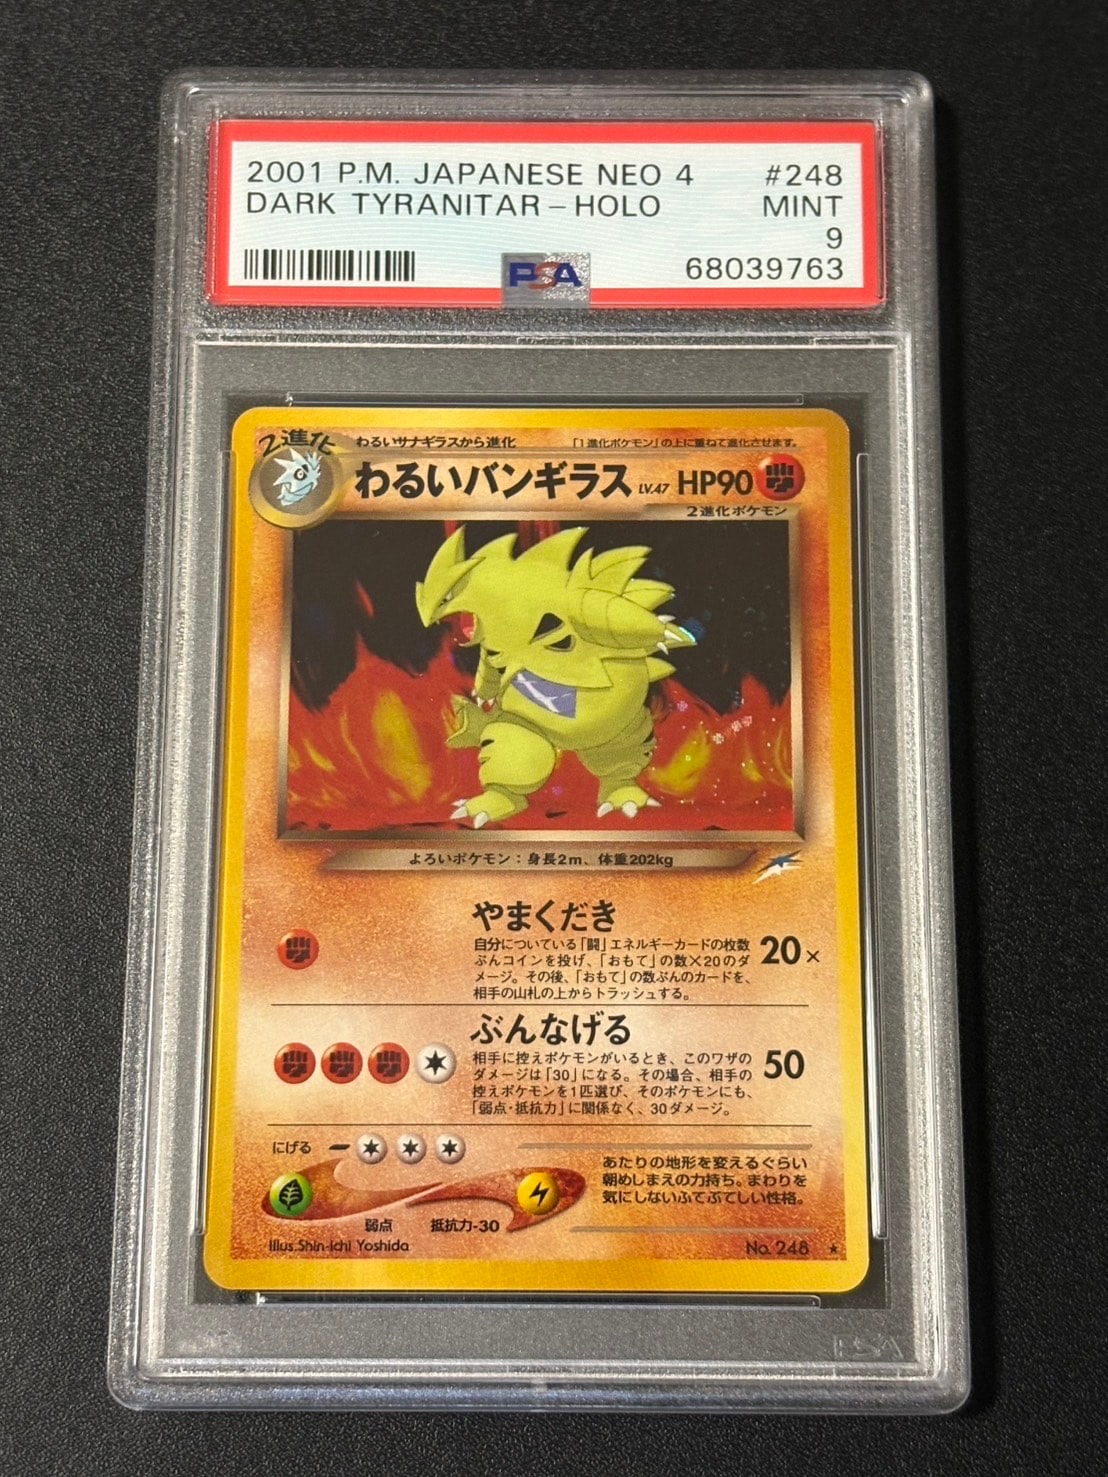 2001 P.M. JAPANESE NEO 4 #248
DARK TYRANITAR - HOLO MINT
9
PSA 68039763
2進化 わるいサナギラスから進化 「1進化ポケモン」の上に重ねて進化させます。
わるいバンギラス LV.47 HP90
2進化ポケモン
よろいポケモン:身長2m、体重202kg
やまくだき
自分についている「闘」エネルギーカードの枚数
ぶんコインを投げ、「おもて」の数×20のダ
メージ。その後、「おもて」の数ぶんのカードを、
相手の山札の上からトラッシュする。
20×
ぶんなげる
相手に控えポケモンがいるとき、このワザの
ダメージは「30」になる。その場合、相手の
控えポケモンを1匹選び、そのポケモンにも、
「弱点・抵抗力」に関係なく、30ダメージ。
50
にげる
弱点 抵抗力-30
あたりの地形を変えるぐらい
朝めしまえの力持ち。まわりを
気にしないふてぶてしい性格。
Illus.Shin-ichi Yoshida
No. 248 ★
PSA